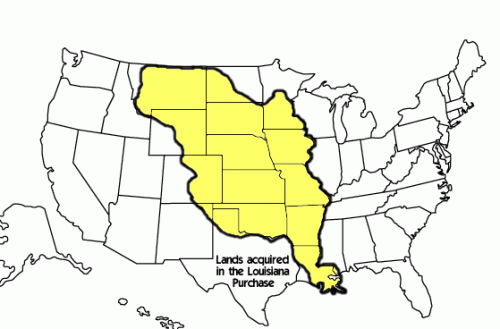 Lands acquired
in the Louisiana
Purchase